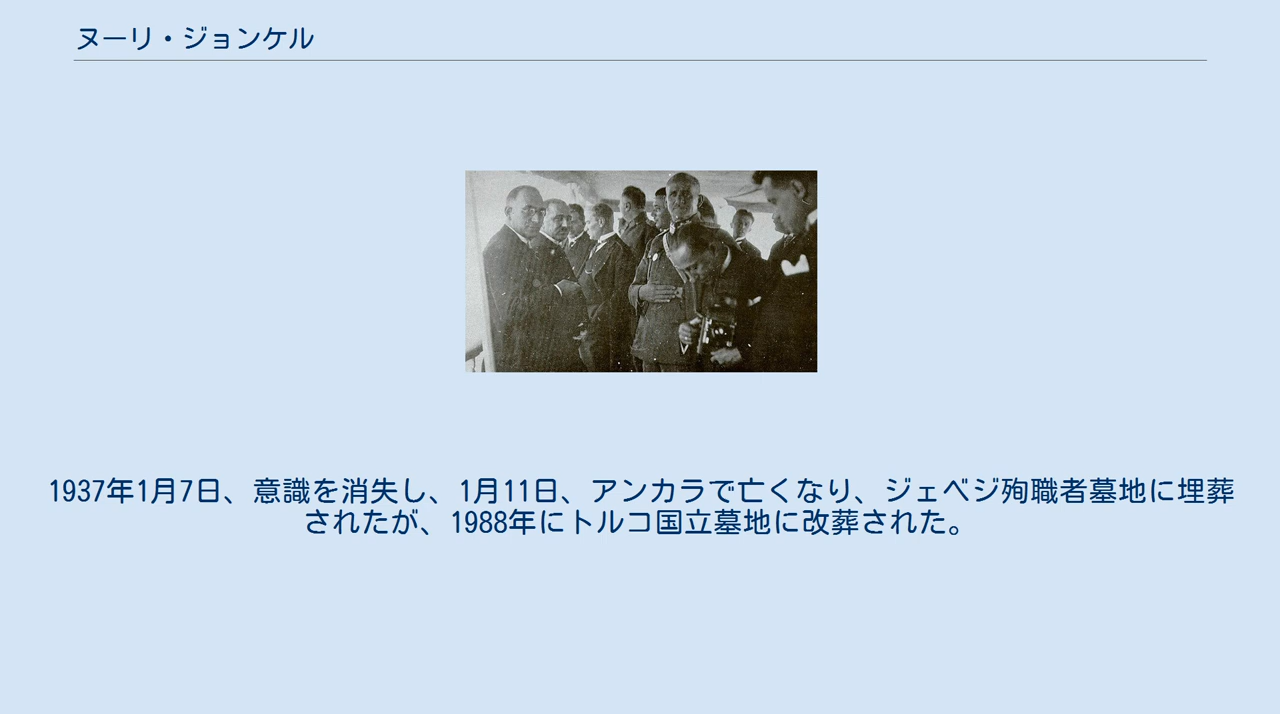 ヌーリ・ジョンケル
1937年1月7日、意識を消失し、1月11日、アンカラで亡くなり、ジェベジ殉職者墓地に埋葬
されたが、1988年にトルコ国立墓地に改葬された。